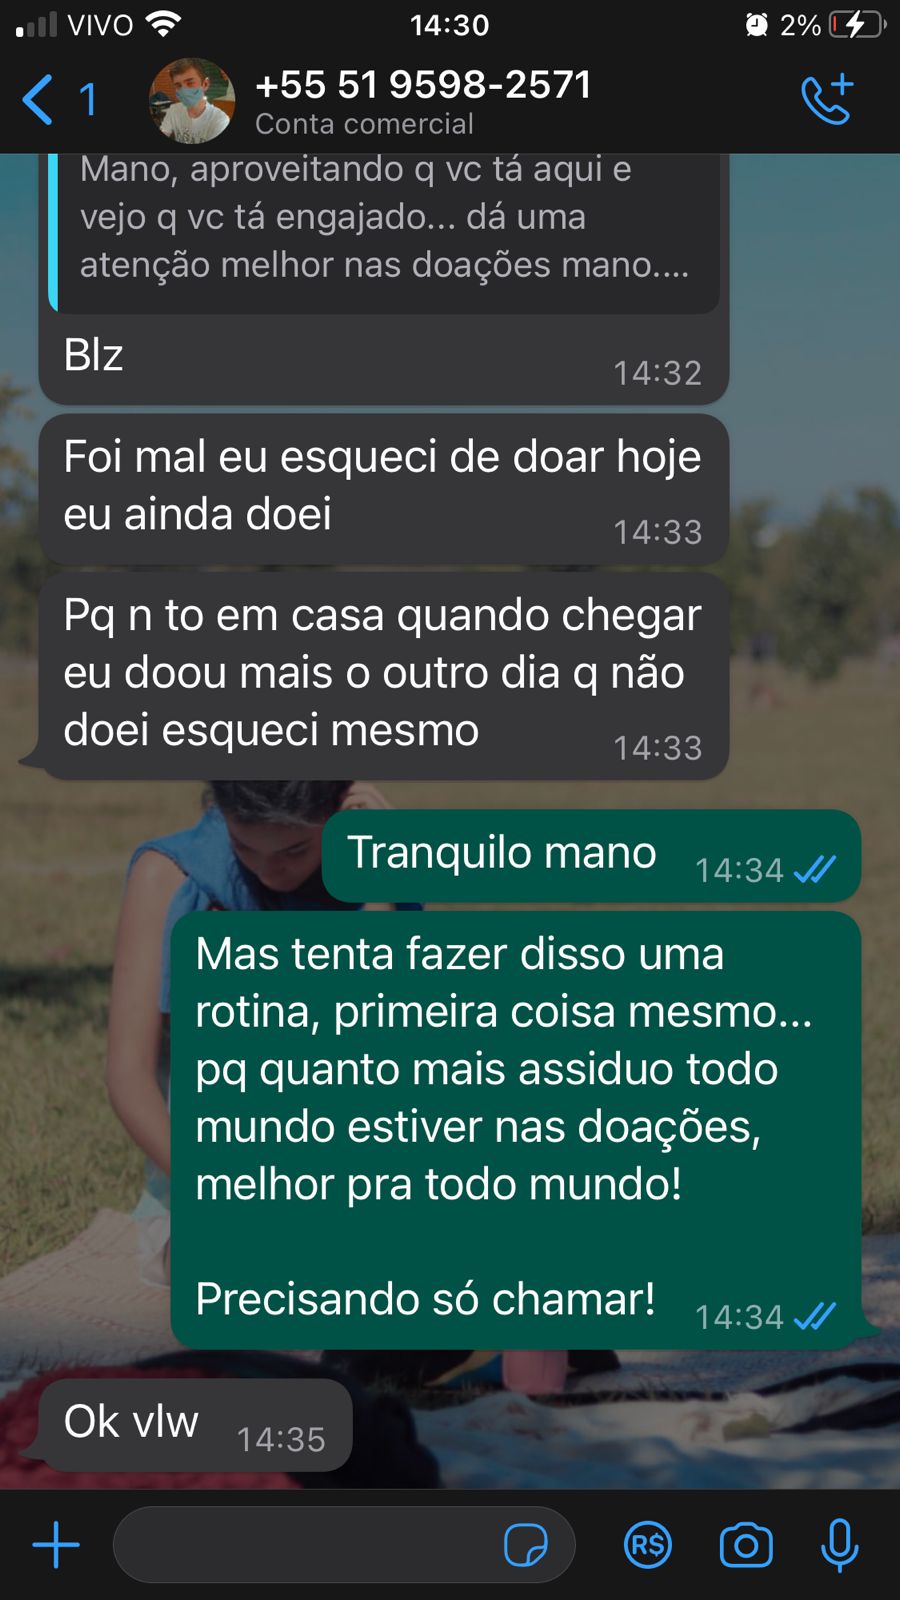 VIVO 14:30 2%
1 +55 51 9598-2571
Conta comercial
Mano, aproveitando q vc tá aqui e
vejo q vc tá engajado... dá uma
atenção melhor nas doações mano....
Blz 14:32
Foi mal eu esqueci de doar hoje
eu ainda doei 14:33
Pq n to em casa quando chegar
eu doou mais o outro dia q não
doei esqueci mesmo 14:33
Tranquilo mano 14:34
Mas tenta fazer disso uma
rotina, primeira coisa mesmo...
pq quanto mais assiduo todo
mundo estiver nas doações,
melhor pra todo mundo!
Precisando só chamar! 14:34
Ok vlw 14:35
R$